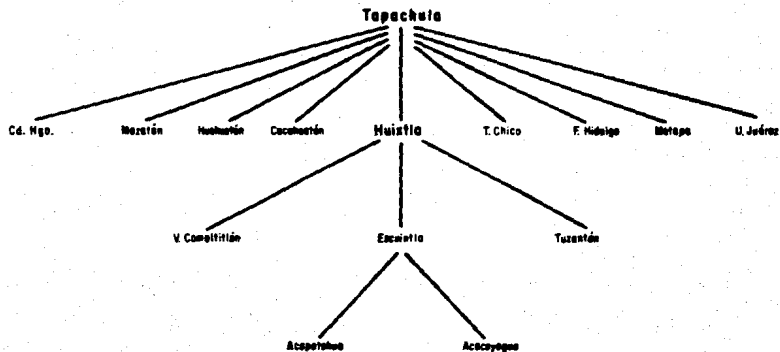 Tapachula
Cd. Hgo. Mazatán Huehuetán Cacahoatán Huixtla T. Chico F. Hidalgo Metapa U. Juárez
V. Comaltitlán Escuintla Tuzantán
Acapetahua Acacoyagua